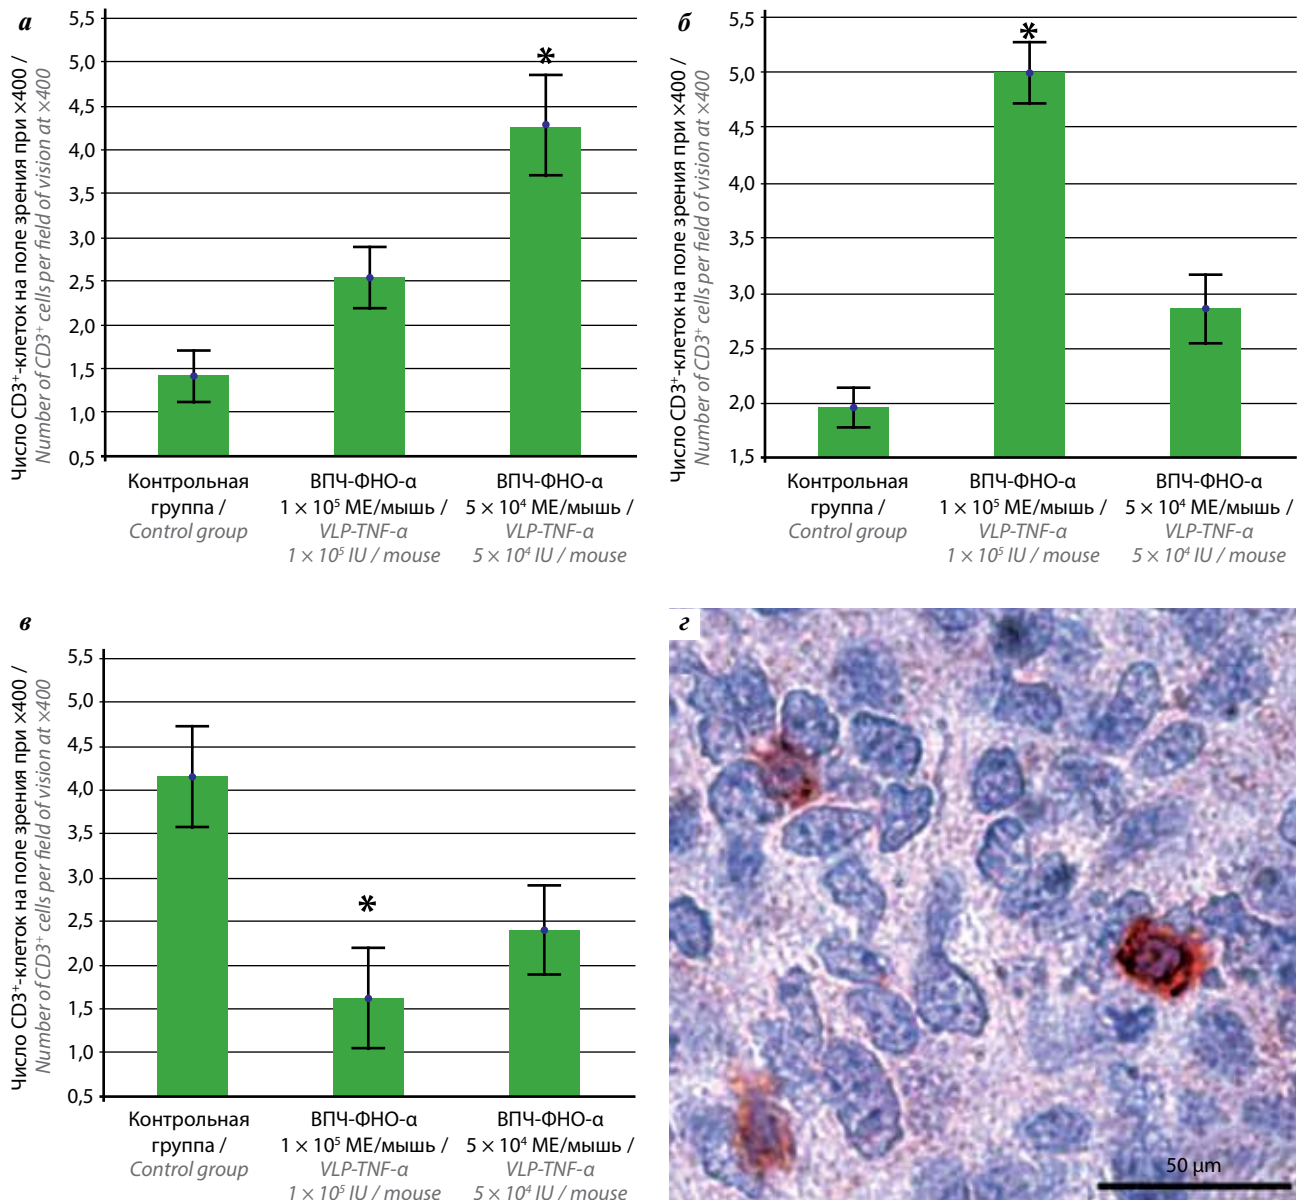 а
Число CD3⁺-клеток на поле зрения при ×400 /
Number of CD3⁺ cells per field of vision at ×400
5,5
5,0
4,5
4,0
3,5
3,0
2,5
2,0
1,5
1,0
0,5
*
Контрольная
группа /
Control group
ВПЧ-ФНО-α
1 × 10⁵ МЕ/мышь /
VLP-TNF-α
1 × 10⁵ IU / mouse
ВПЧ-ФНО-α
5 × 10⁴ МЕ/мышь /
VLP-TNF-α
5 × 10⁴ IU / mouse
б
Число CD3⁺-клеток на поле зрения при ×400 /
Number of CD3⁺ cells per field of vision at ×400
5,5
5,0
4,5
4,0
3,5
3,0
2,5
2,0
1,5
*
Контрольная
группа /
Control group
ВПЧ-ФНО-α
1 × 10⁵ МЕ/мышь /
VLP-TNF-α
1 × 10⁵ IU / mouse
ВПЧ-ФНО-α
5 × 10⁴ МЕ/мышь /
VLP-TNF-α
5 × 10⁴ IU / mouse
в
Число CD3⁺-клеток на поле зрения при ×400 /
Number of CD3⁺ cells per field of vision at ×400
5,5
5,0
4,5
4,0
3,5
3,0
2,5
2,0
1,5
1,0
0,5
*
Контрольная
группа /
Control group
ВПЧ-ФНО-α
1 × 10⁵ МЕ/мышь /
VLP-TNF-α
1 × 10⁵ IU / mouse
ВПЧ-ФНО-α
5 × 10⁴ МЕ/мышь /
VLP-TNF-α
5 × 10⁴ IU / mouse
г
50 µm